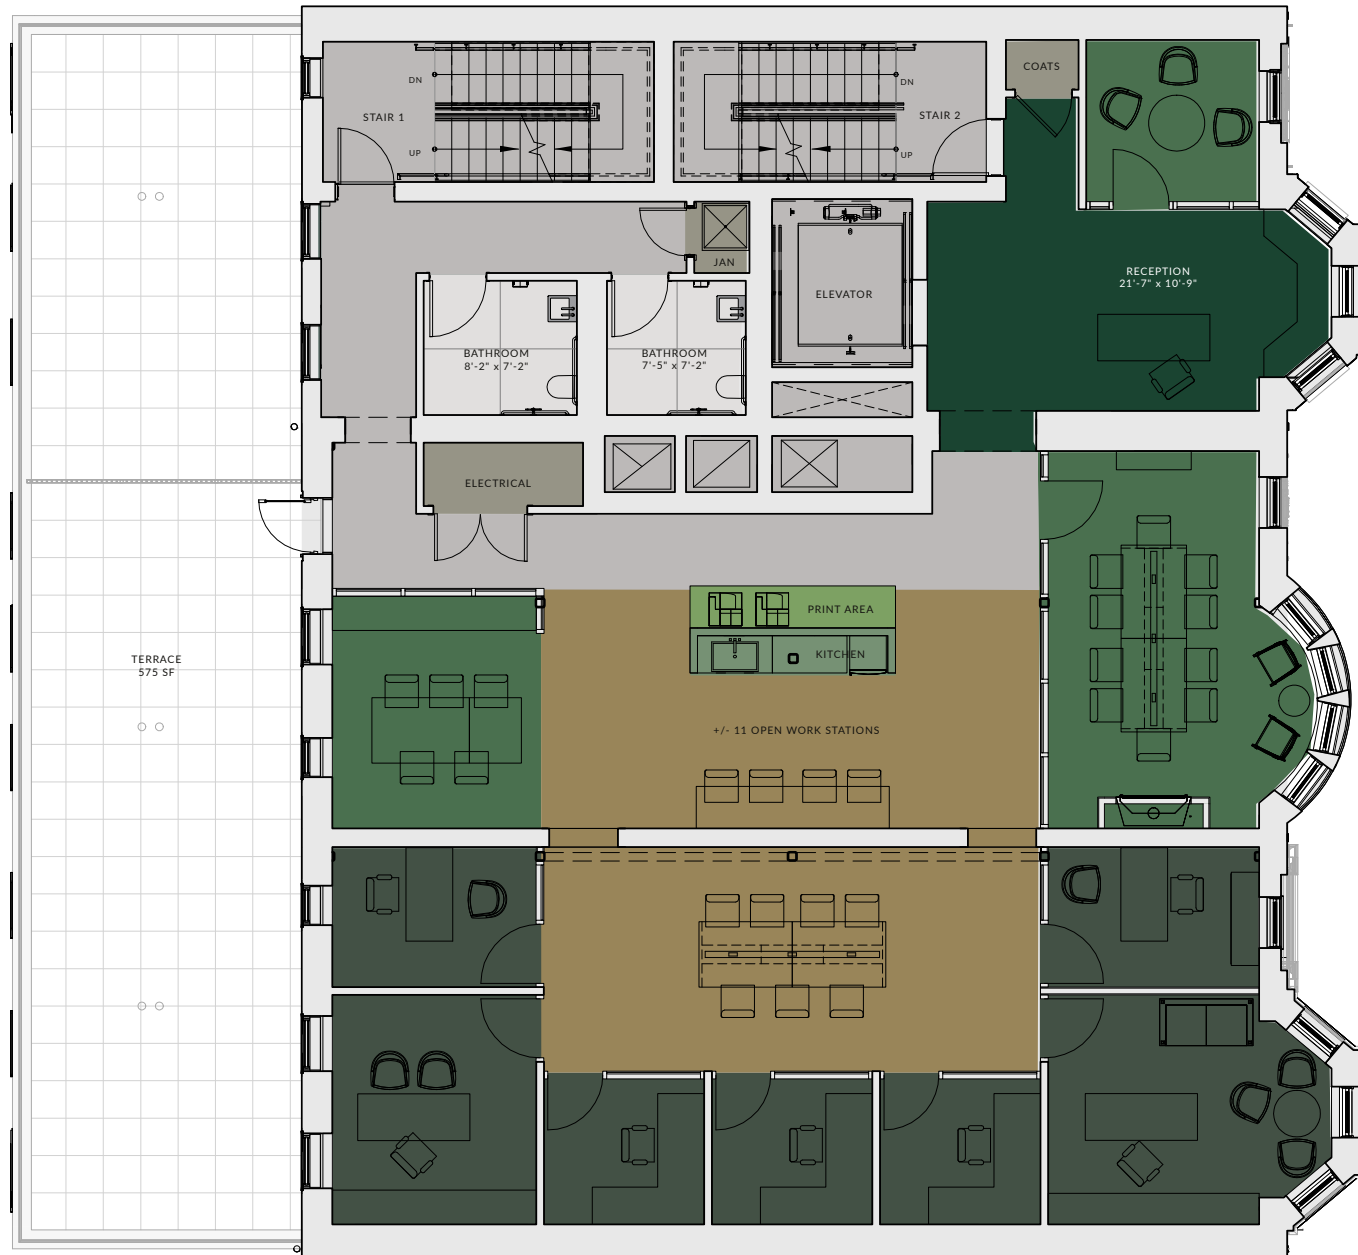 COATS
DN
DN
STAIR 1
STAIR 2
UP
UP
JAN
RECEPTION
21'-7" x 10'-9"
ELEVATOR
BATHROOM
8'-2" x 7'-2"
BATHROOM
7'-5" x 7'-2"
ELECTRICAL
PRINT AREA
KITCHEN
TERRACE
575 SF
+/- 11 OPEN WORK STATIONS